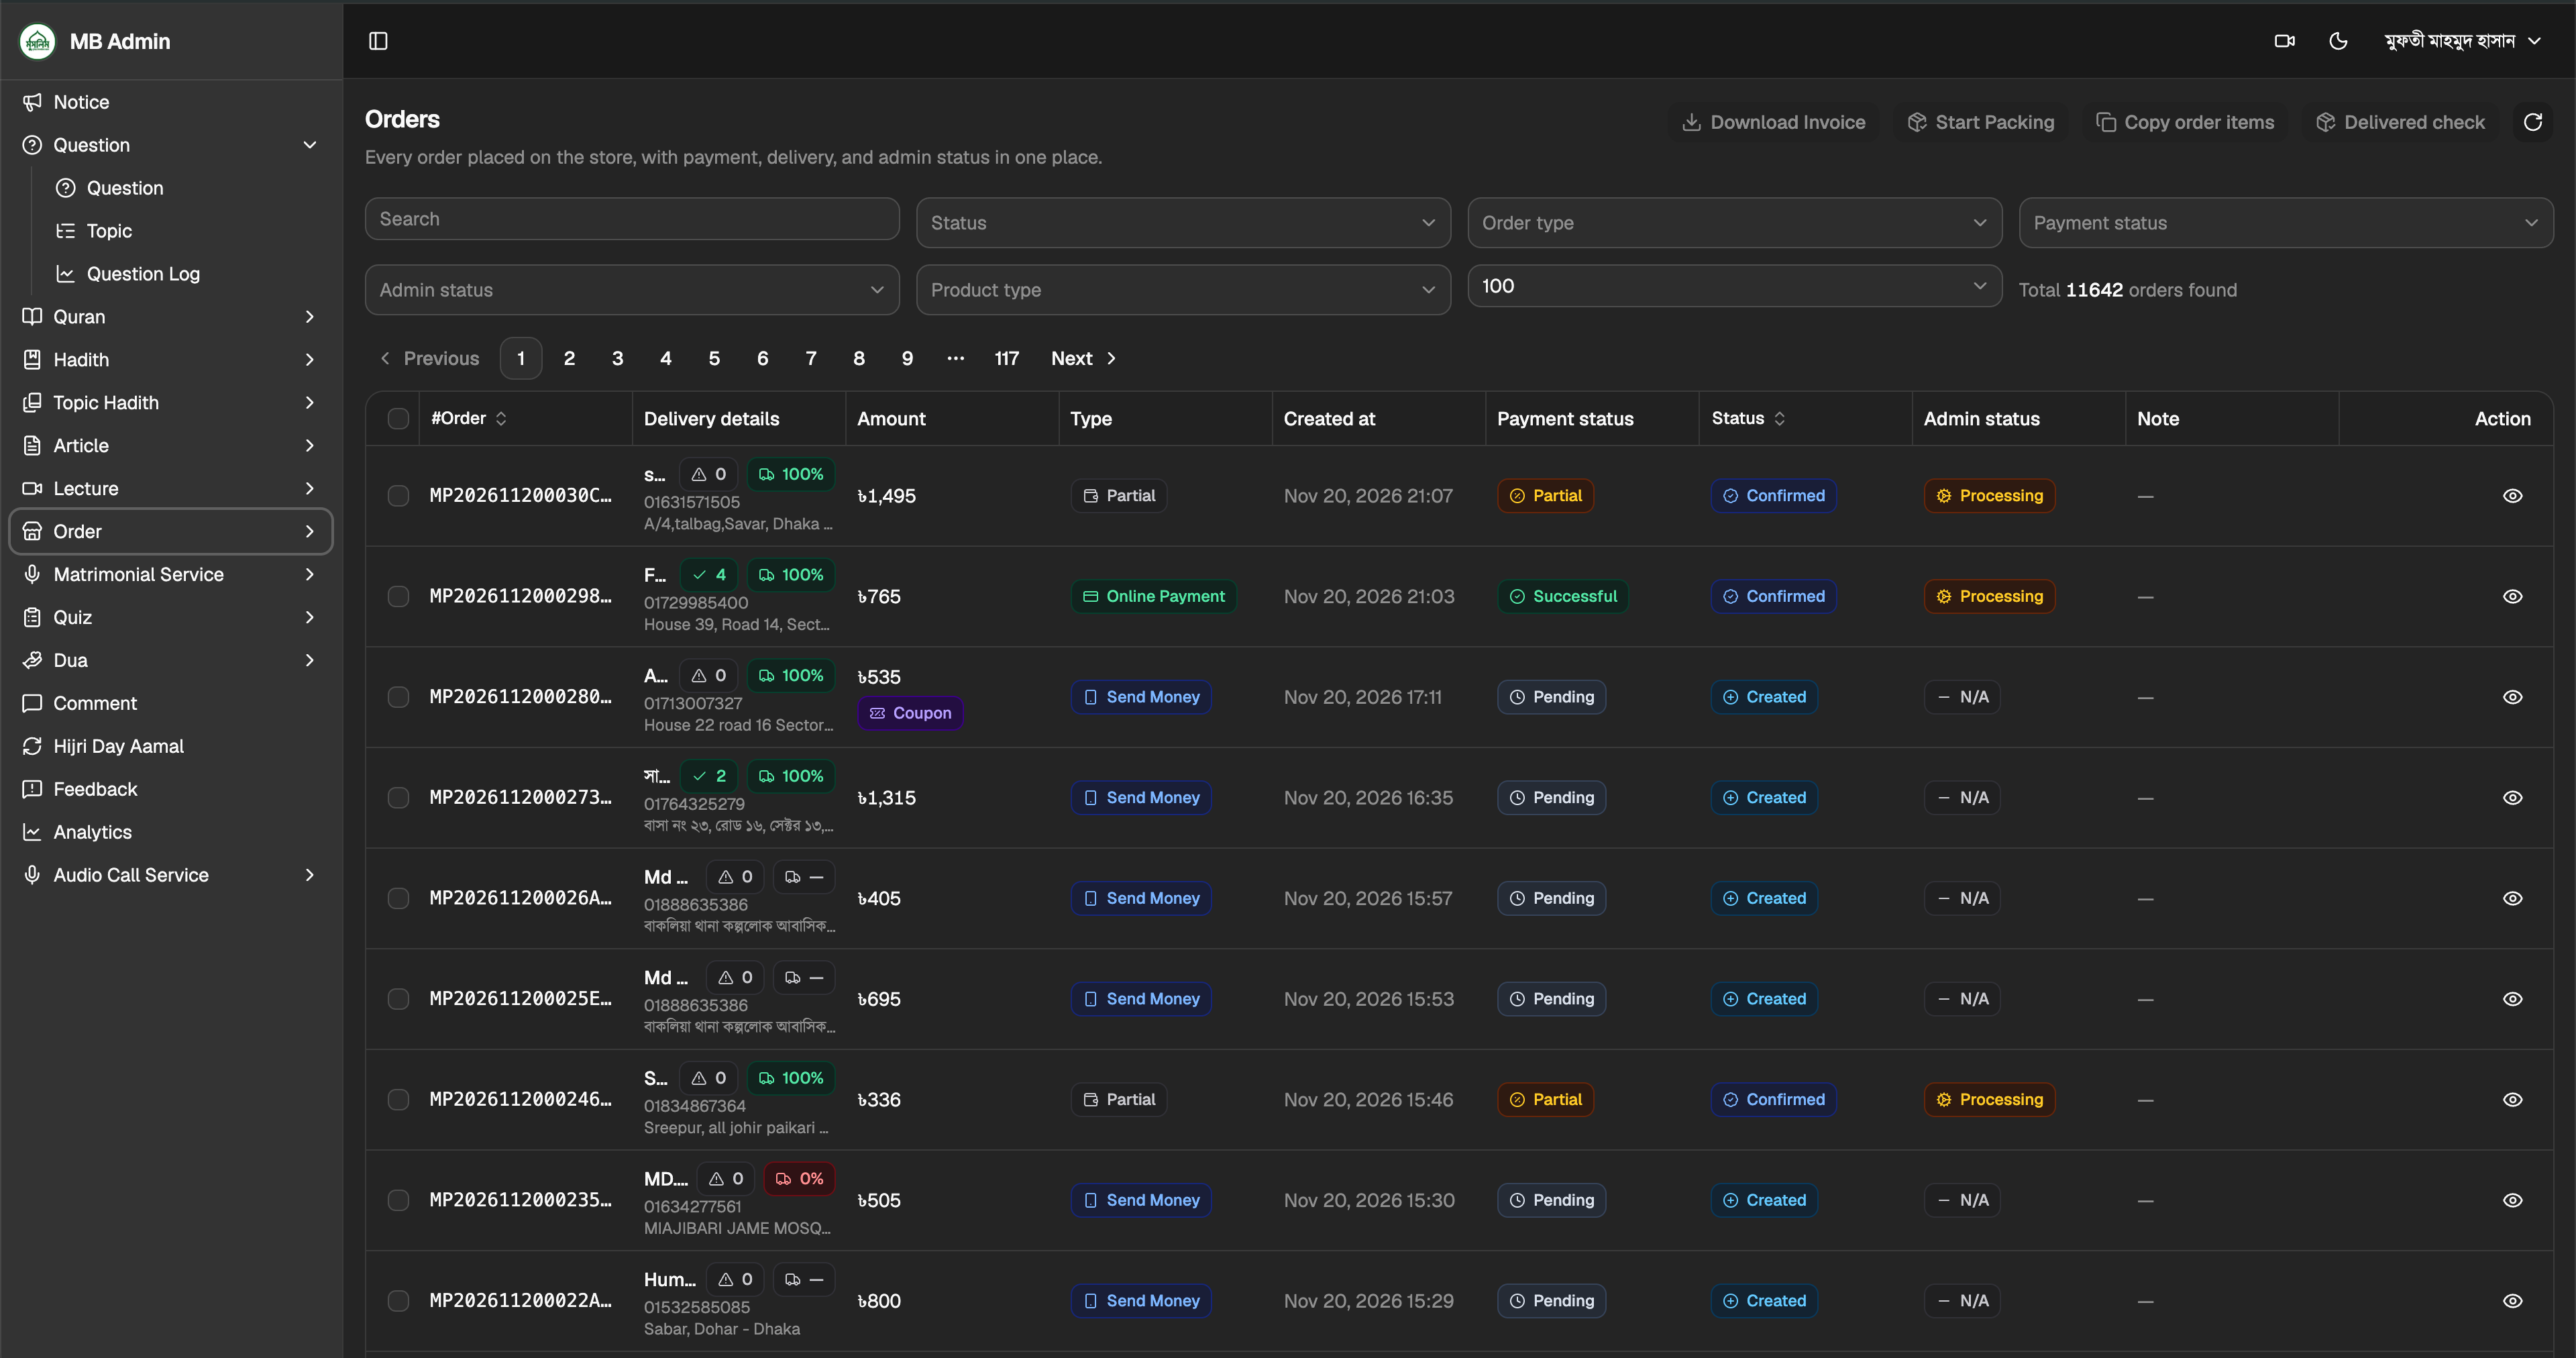 MB Admin
মুফতী মাহমুদ হাসান
Notice
Question
Question
Topic
Question Log
Quran
Hadith
Topic Hadith
Article
Lecture
Order
Matrimonial Service
Quiz
Dua
Comment
Hijri Day Aamal
Feedback
Analytics
Audio Call Service
Orders
Every order placed on the store, with payment, delivery, and admin status in one place.
Download Invoice Start Packing Copy order items Delivered check
Search Status Order type Payment status
Admin status Product type 100 Total 11642 orders found
Previous 1 2 3 4 5 6 7 8 9 ... 117 Next
#Order Delivery details Amount Type Created at Payment status Status Admin status Note Action
MP202611200030C... s... 0 100% ৳1,495 Partial Nov 20, 2026 21:07 Partial Confirmed Processing —
01631571505
A/4,talbag,Savar, Dhaka ...
MP2026112000298... F... 4 100% ৳765 Online Payment Nov 20, 2026 21:03 Successful Confirmed Processing —
01729985400
House 39, Road 14, Sect...
MP2026112000280... A... 0 100% ৳535 Coupon Send Money Nov 20, 2026 17:11 Pending Created N/A —
01713007327
House 22 road 16 Sector...
MP2026112000273... সা... 2 100% ৳1,315 Send Money Nov 20, 2026 16:35 Pending Created N/A —
01764325279
বাসা নং ২৩, রোড ১৬, সেক্টর ১৩,...
MP202611200026A... Md ... 0 — ৳405 Send Money Nov 20, 2026 15:57 Pending Created N/A —
01888635386
বাকলিয়া থানা কল্পলোক আবাসিক...
MP202611200025E... Md ... 0 — ৳695 Send Money Nov 20, 2026 15:53 Pending Created N/A —
01888635386
বাকলিয়া থানা কল্পলোক আবাসিক...
MP2026112000246... S... 0 100% ৳336 Partial Nov 20, 2026 15:46 Partial Confirmed Processing —
01834867364
Sreepur, all johir paikari ...
MP2026112000235... MD.... 0 0% ৳505 Send Money Nov 20, 2026 15:30 Pending Created N/A —
01634277561
MIAJIBARI JAME MOSQ...
MP202611200022A... Hum... 0 — ৳800 Send Money Nov 20, 2026 15:29 Pending Created N/A —
01532585085
Sabar, Dohar - Dhaka